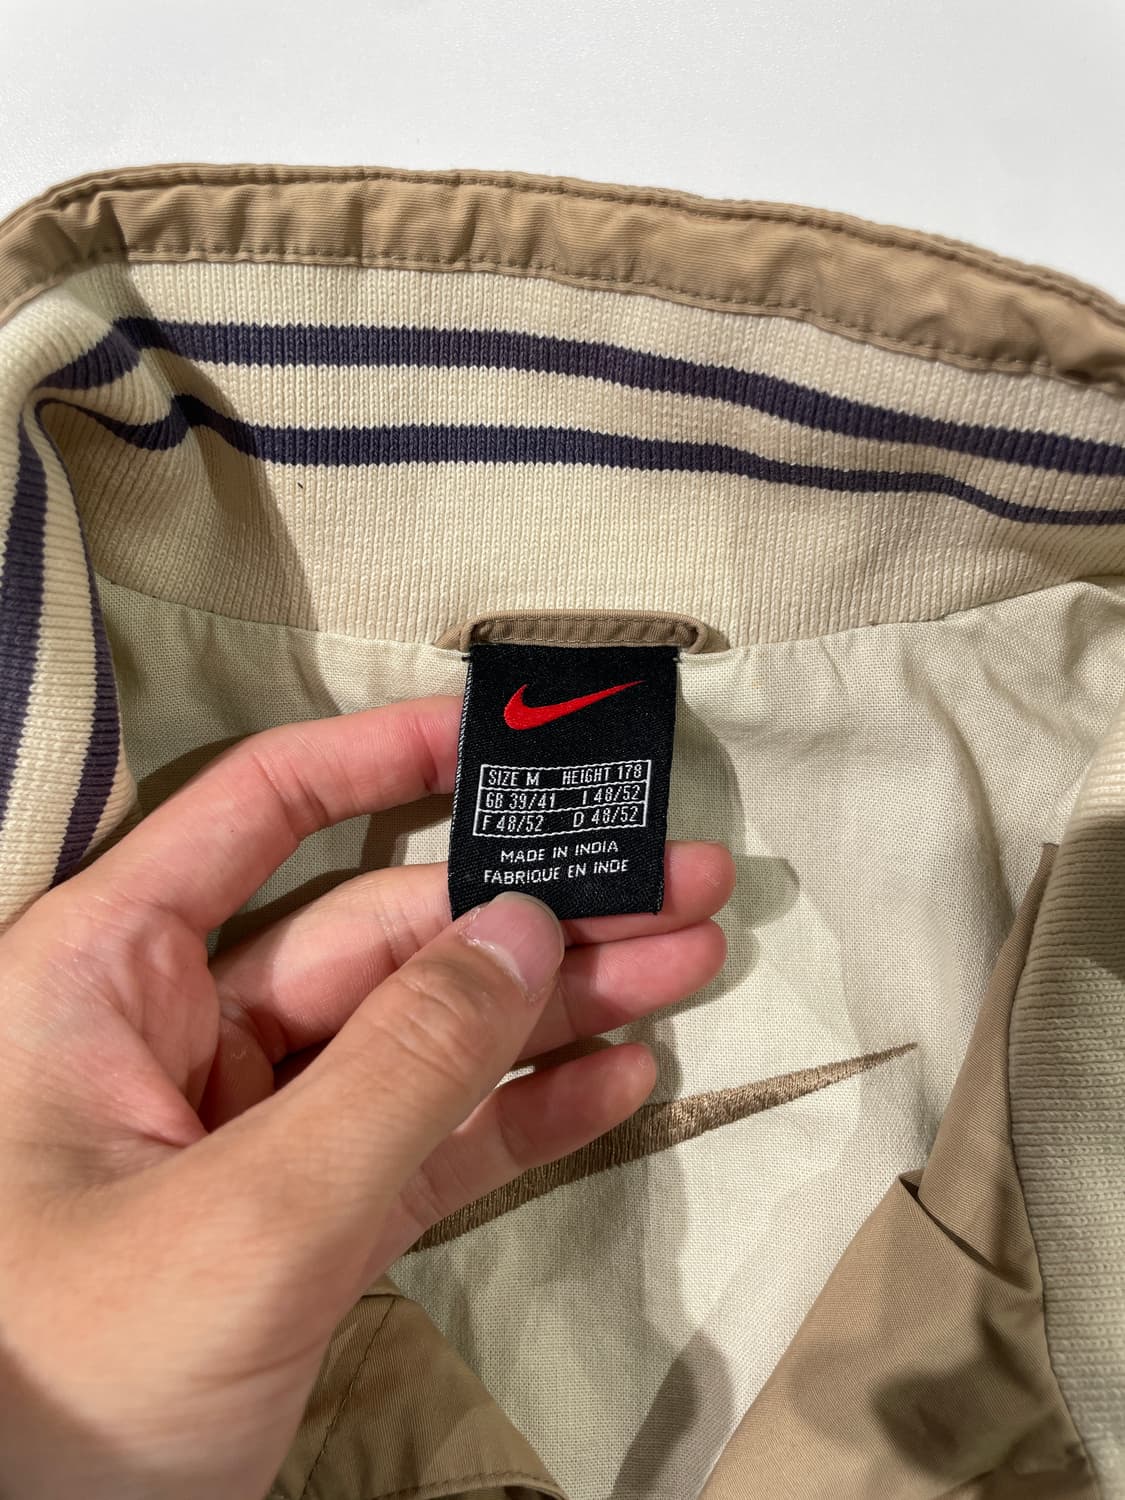 SIZE M HEIGHT 178
GB 39/41 I 48/52
F 48/52 D 48/52
MADE IN INDIA
FABRIQUE EN INDE